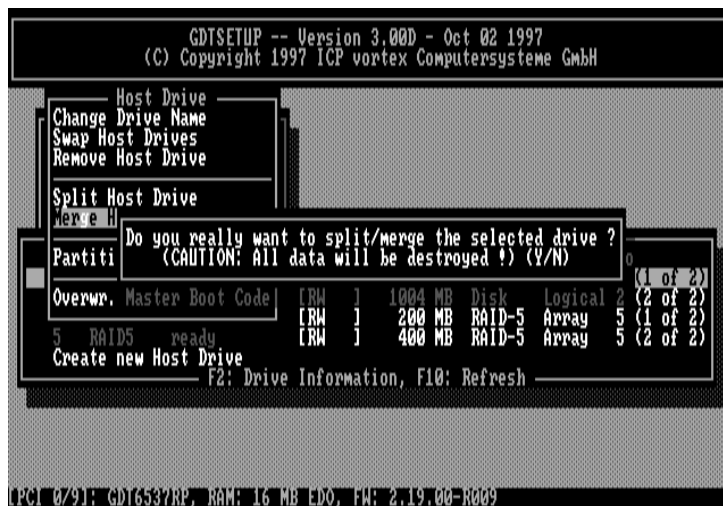 GDTSETUP -- Version 3.00D - Oct 02 1997
(C) Copyright 1997 ICP vortex Computersysteme GmbH
Host Drive
Change Drive Name
Swap Host Drives
Remove Host Drive
Split Host Drive
Merge H
Do you really want to split/merge the selected drive ?
(CAUTION: All data will be destroyed !) (Y/N)
Partiti
(1 of 2)
Overwr. Master Boot Code [RW ] 1004 MB Disk Logical 2 (2 of 2)
[RW ] 200 MB RAID-5 Array 5 (1 of 2)
5 RAID5 ready [RW ] 400 MB RAID-5 Array 5 (2 of 2)
Create new Host Drive
F2: Drive Information, F10: Refresh
[PCI 0/9]: GDT6537RP, RAM: 16 MB EDO, FW: 2.19.00-R009